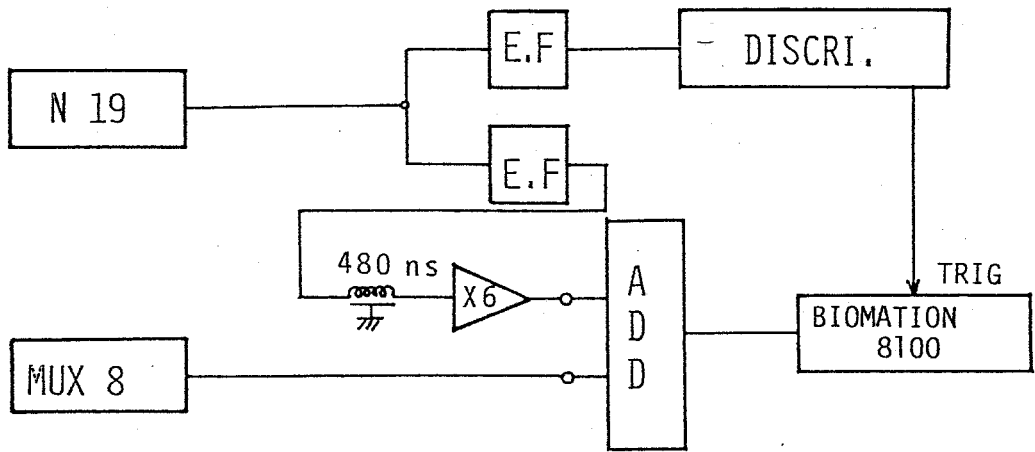 E.F
DISCRI.
N 19
E.F
480 ns
X6
A
D
D
TRIG
BIOMATION
8100
MUX 8